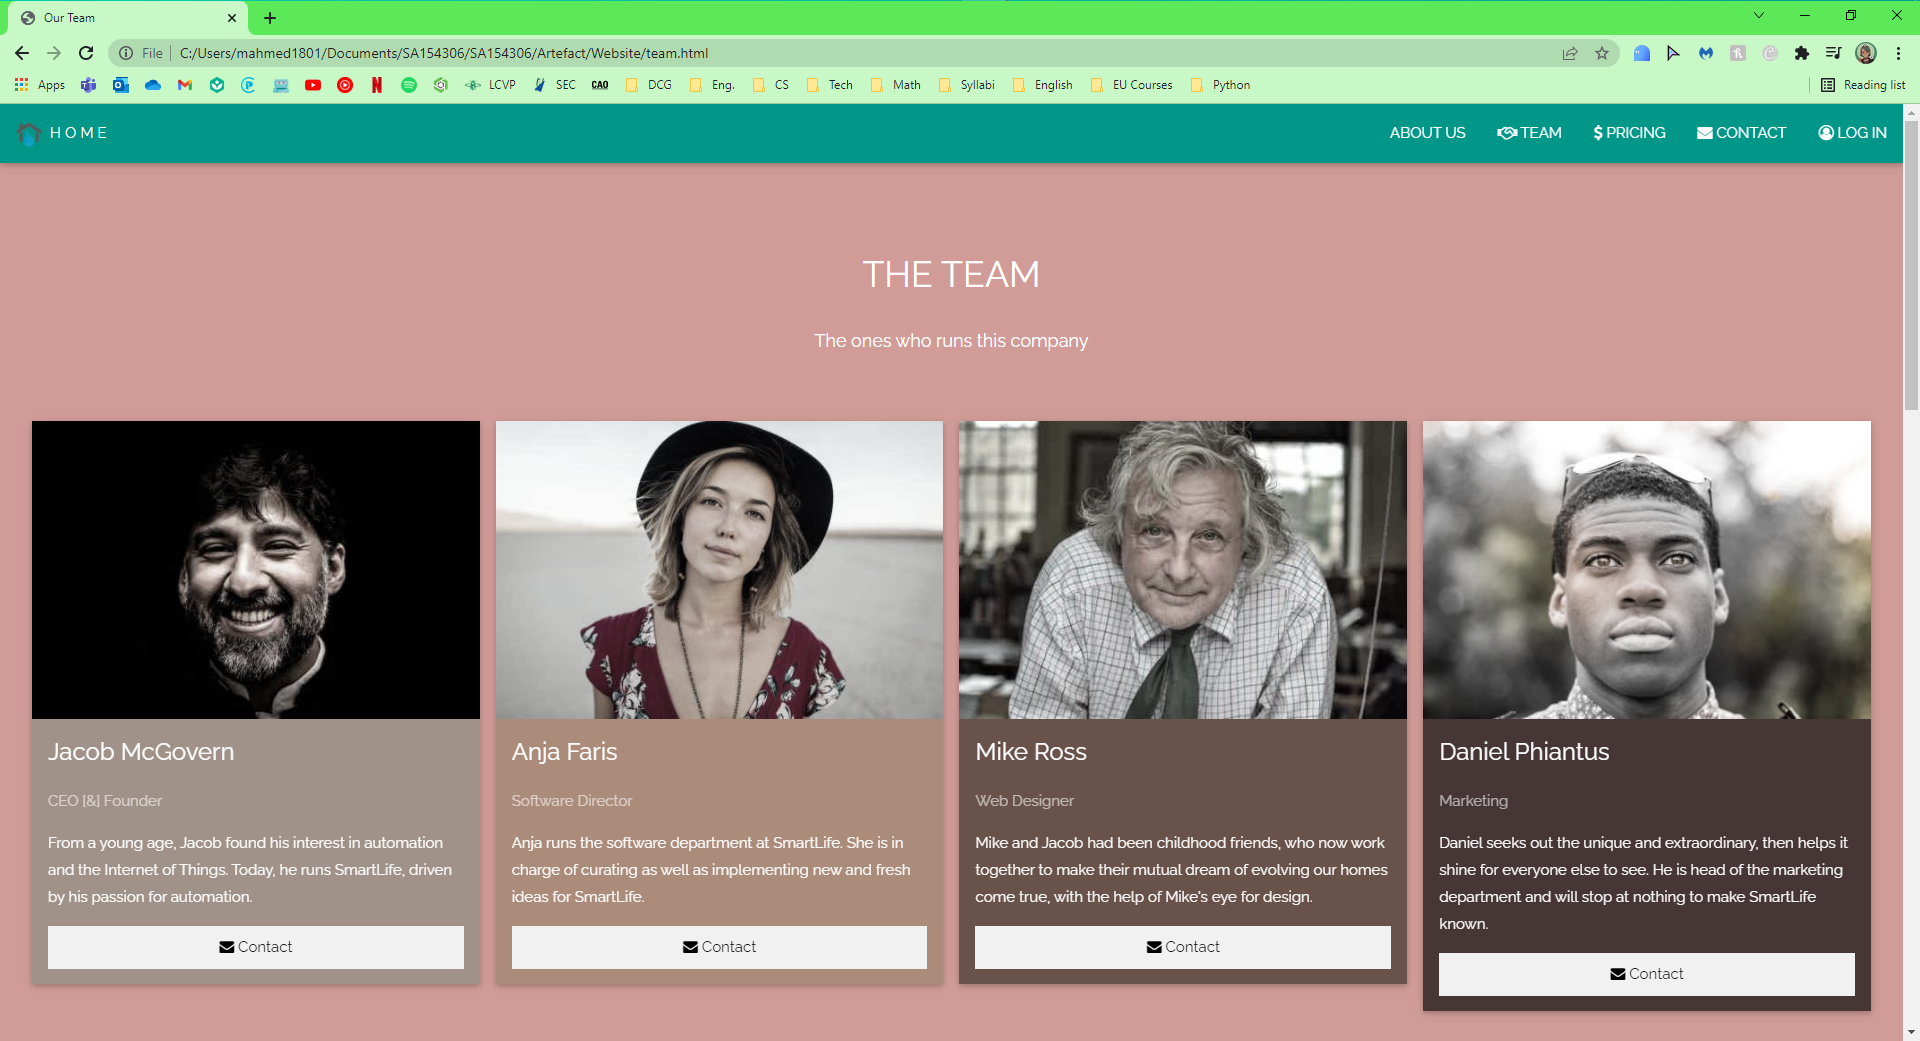 Our Team
File
C:/Users/mahmed1801/Documents/SA154306/SA154306/Artefact/Website/team.html
Apps
LCVP
SEC
CAO
DCG
Eng.
CS
Tech
Math
Syllabi
English
EU Courses
Python
Reading list
HOME
ABOUT US
TEAM
$ PRICING
CONTACT
LOG IN
THE TEAM
The ones who runs this company
Jacob McGovern
CEO [&] Founder
From a young age, Jacob found his interest in automation
and the Internet of Things. Today, he runs SmartLife, driven
by his passion for automation.
Contact
Anja Faris
Software Director
Anja runs the software department at SmartLife. She is in
charge of curating as well as implementing new and fresh
ideas for SmartLife.
Contact
Mike Ross
Web Designer
Mike and Jacob had been childhood friends, who now work
together to make their mutual dream of evolving our homes
come true, with the help of Mike's eye for design.
Contact
Daniel Phiantus
Marketing
Daniel seeks out the unique and extraordinary, then helps it
shine for everyone else to see. He is head of the marketing
department and will stop at nothing to make SmartLife
known.
Contact